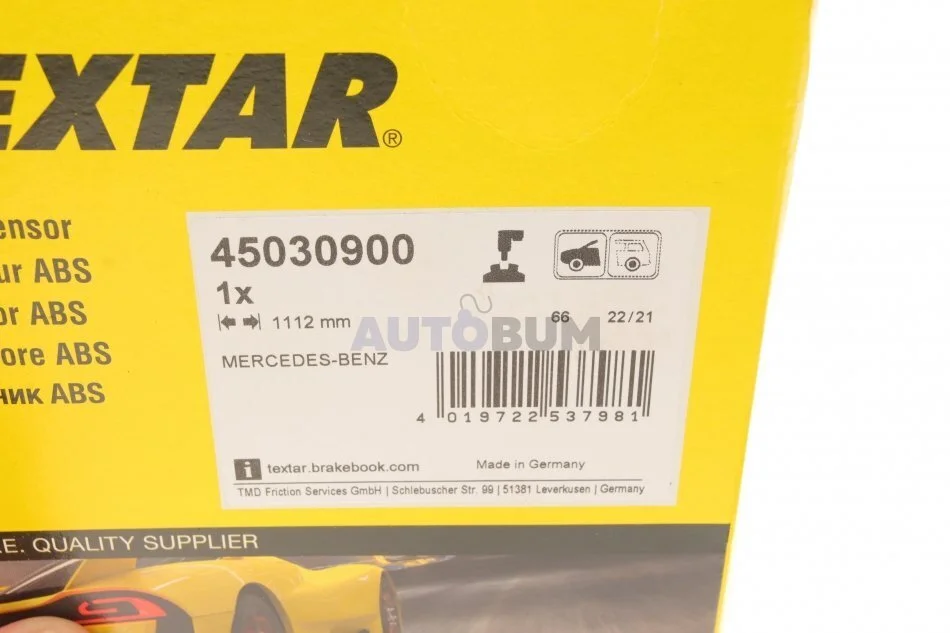 EXTAR®
ensor
ur ABS
or ABS
ore ABS
чик ABS
45030900
1x
1112 mm
66 22/21
AUTOBUM
MERCEDES-BENZ
4 019722 537981
i textar.brakebook.com
Made in Germany
TMD Friction Services GmbH | Schlebuscher Str. 99 | 51381 Leverkusen | Germany
.E. QUALITY SUPPLIER